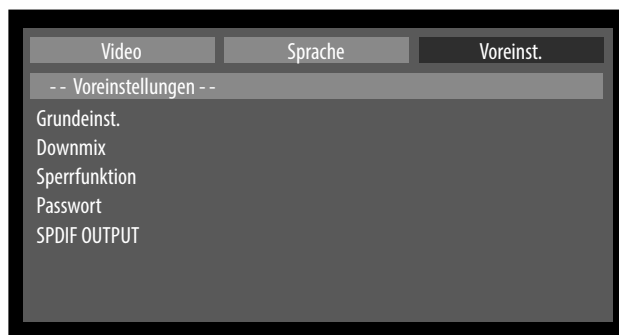 Video Sprache Voreinst.
- - Voreinstellungen - -
Grundeinst.
Downmix
Sperrfunktion
Passwort
SPDIF OUTPUT